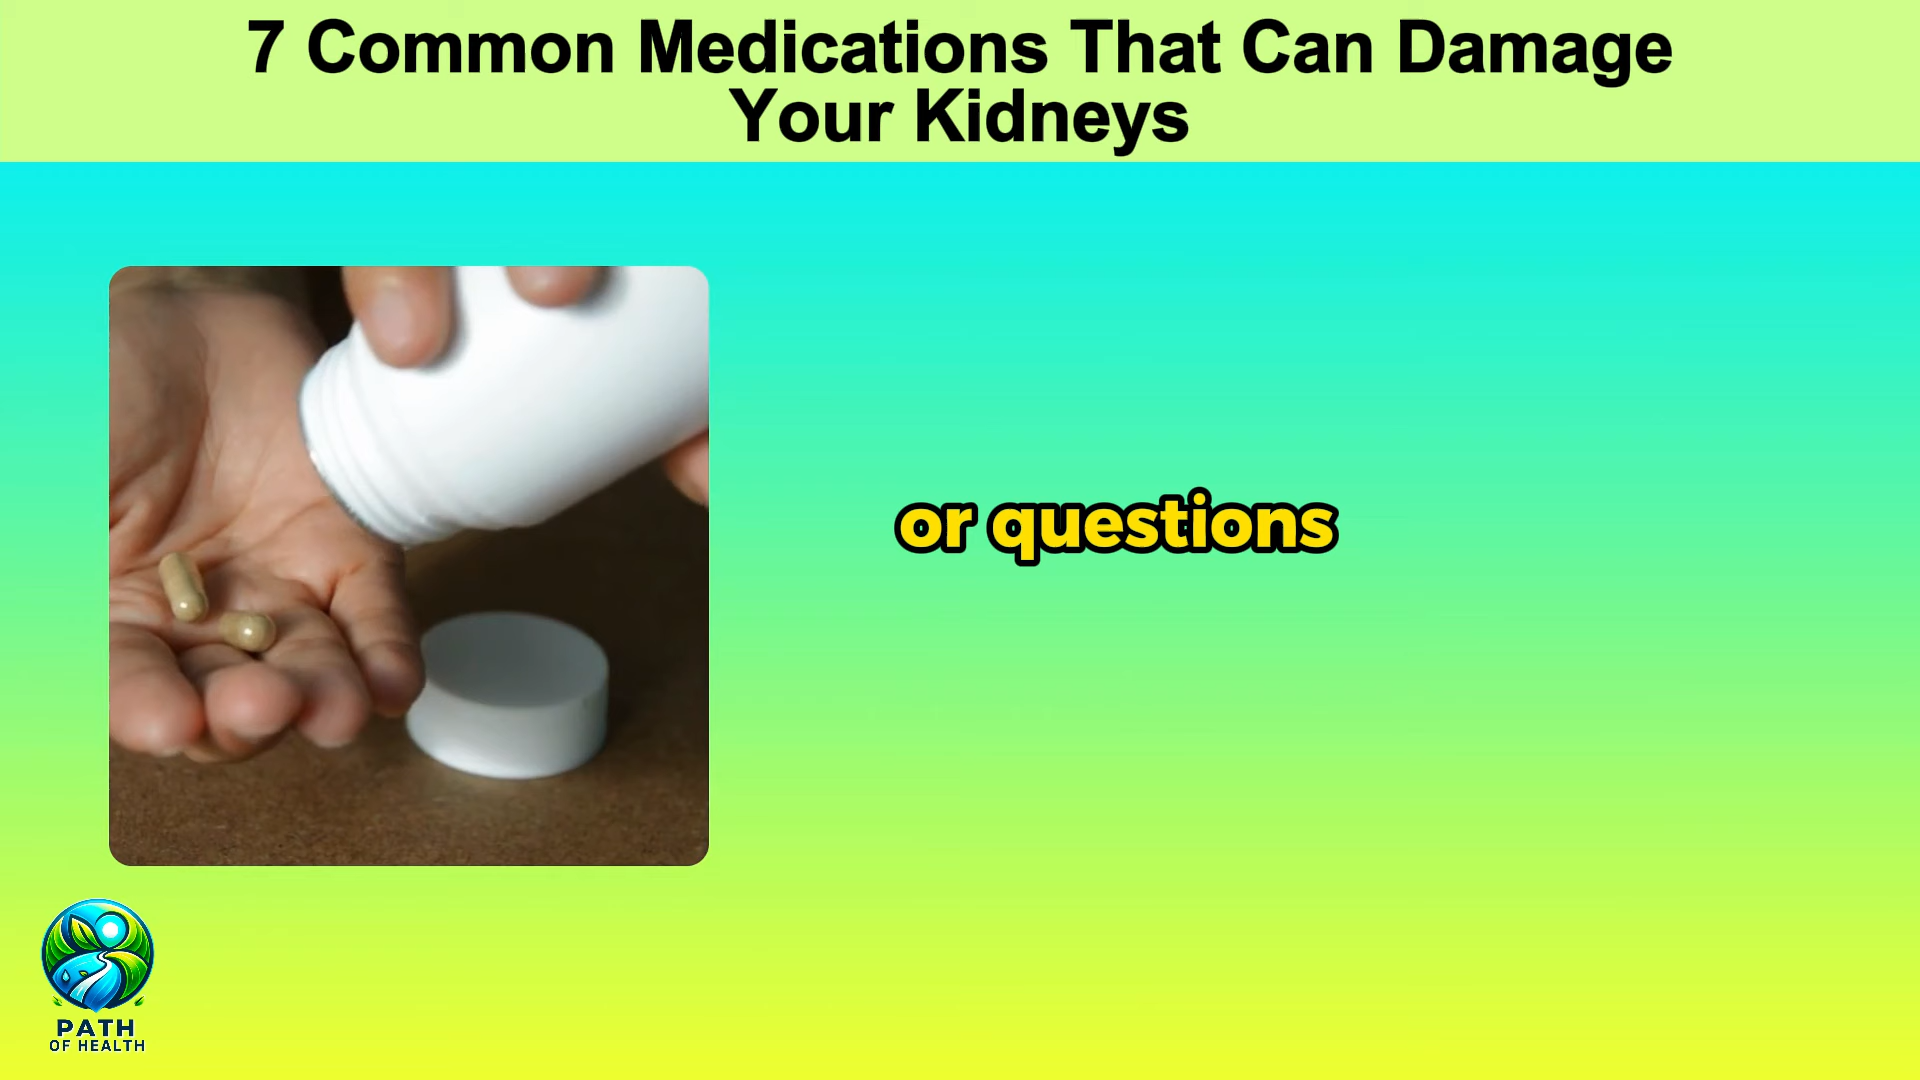 7 Common Medications That Can Damage
Your Kidneys
or questions
PATH
OF HEALTH